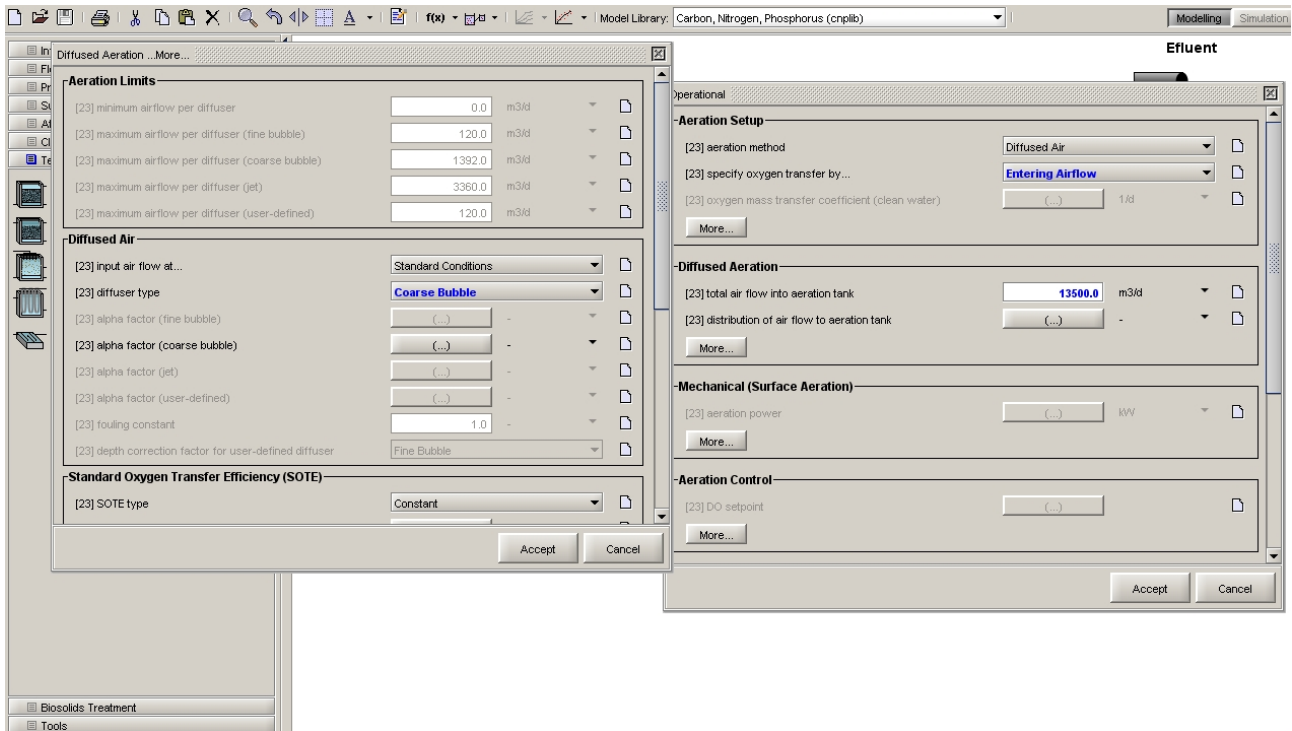 f(x)
Model Library: Carbon, Nitrogen, Phosphorus (cnplib)
Modelling Simulation
Efluent
Diffused Aeration ...More...
Aeration Limits
[23] minimum airflow per diffuser 0.0 m3/d
[23] maximum airflow per diffuser (fine bubble) 120.0 m3/d
[23] maximum airflow per diffuser (coarse bubble) 1392.0 m3/d
[23] maximum airflow per diffuser (jet) 3360.0 m3/d
[23] maximum airflow per diffuser (user-defined) 120.0 m3/d
Diffused Air
[23] input air flow at... Standard Conditions
[23] diffuser type Coarse Bubble
[23] alpha factor (fine bubble) (...) -
[23] alpha factor (coarse bubble) (...) -
[23] alpha factor (jet) (...) -
[23] alpha factor (user-defined) (...) -
[23] fouling constant 1.0 -
[23] depth correction factor for user-defined diffuser Fine Bubble
Standard Oxygen Transfer Efficiency (SOTE)
[23] SOTE type Constant
Accept Cancel
Operational
Aeration Setup
[23] aeration method Diffused Air
[23] specify oxygen transfer by... Entering Airflow
[23] oxygen mass transfer coefficient (clean water) (...) 1/d
More...
Diffused Aeration
[23] total air flow into aeration tank 13500.0 m3/d
[23] distribution of air flow to aeration tank (...) -
More...
Mechanical (Surface Aeration)
[23] aeration power (...) kW
More...
Aeration Control
[23] DO setpoint (...)
More...
Accept Cancel
Biosolids Treatment
Tools